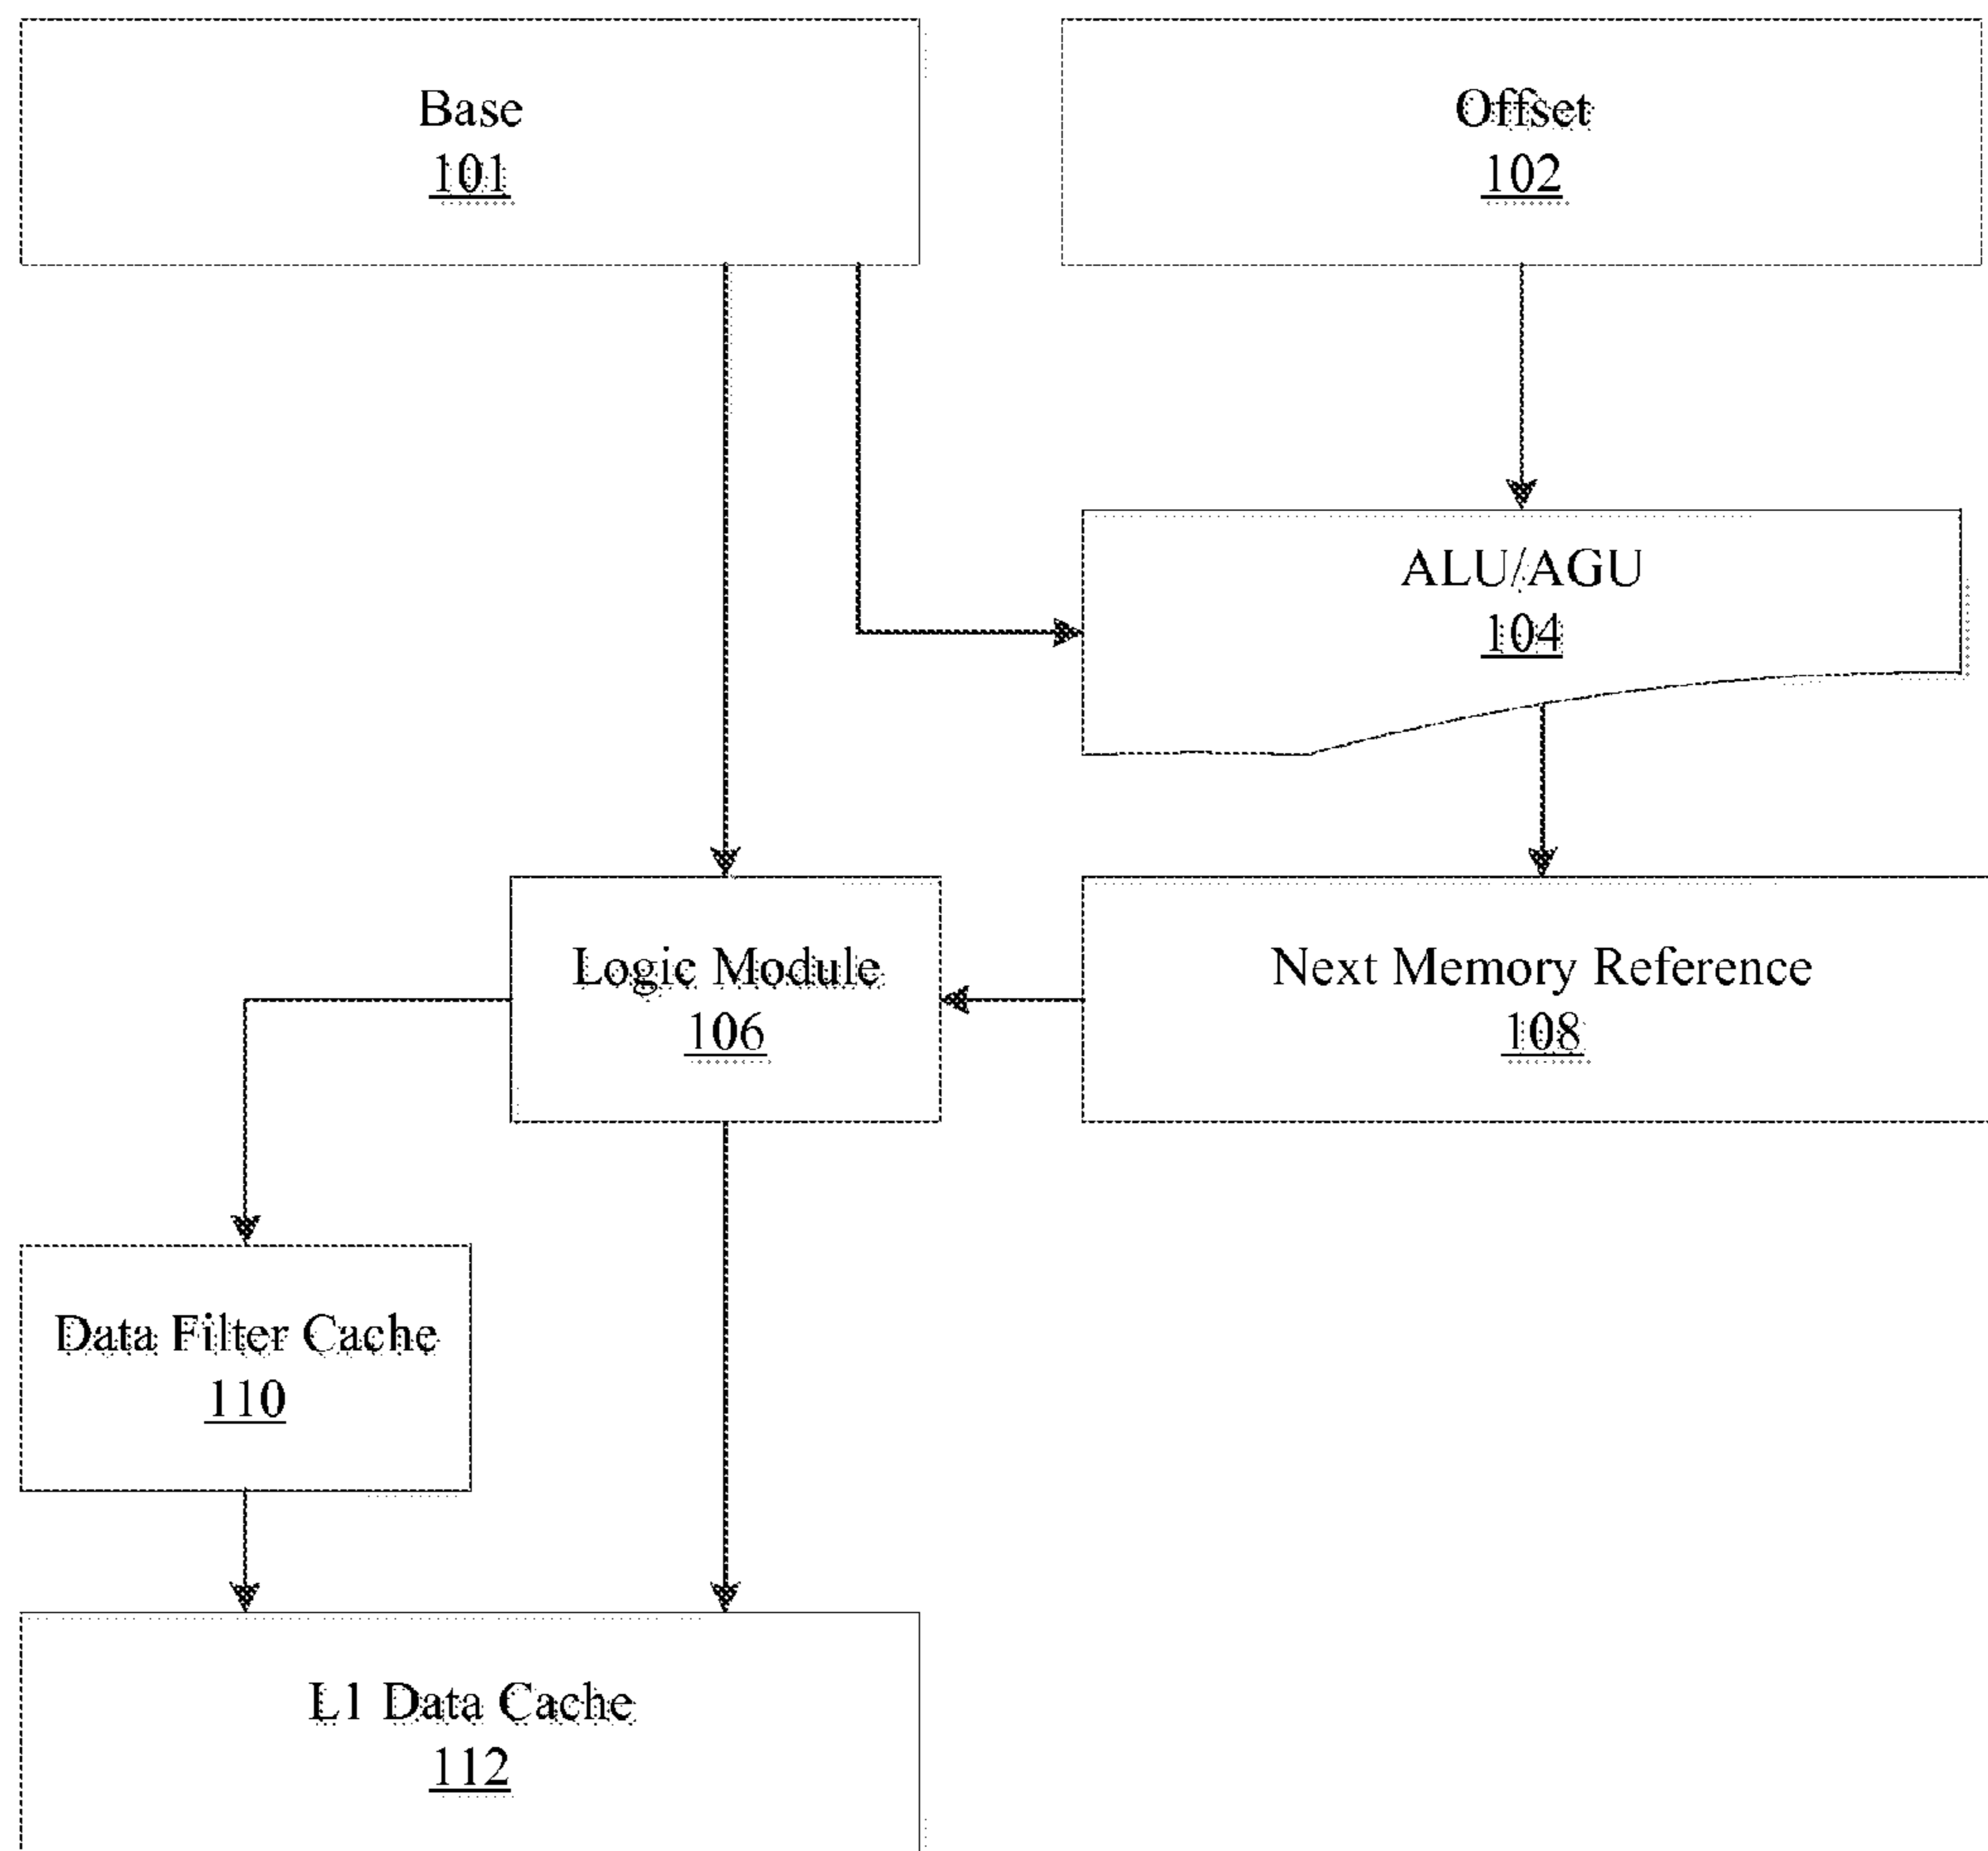 Base
101
Offset
102
ALU/AGU
104
Logic Module
106
Next Memory Reference
108
Data Filter Cache
110
L1 Data Cache
112